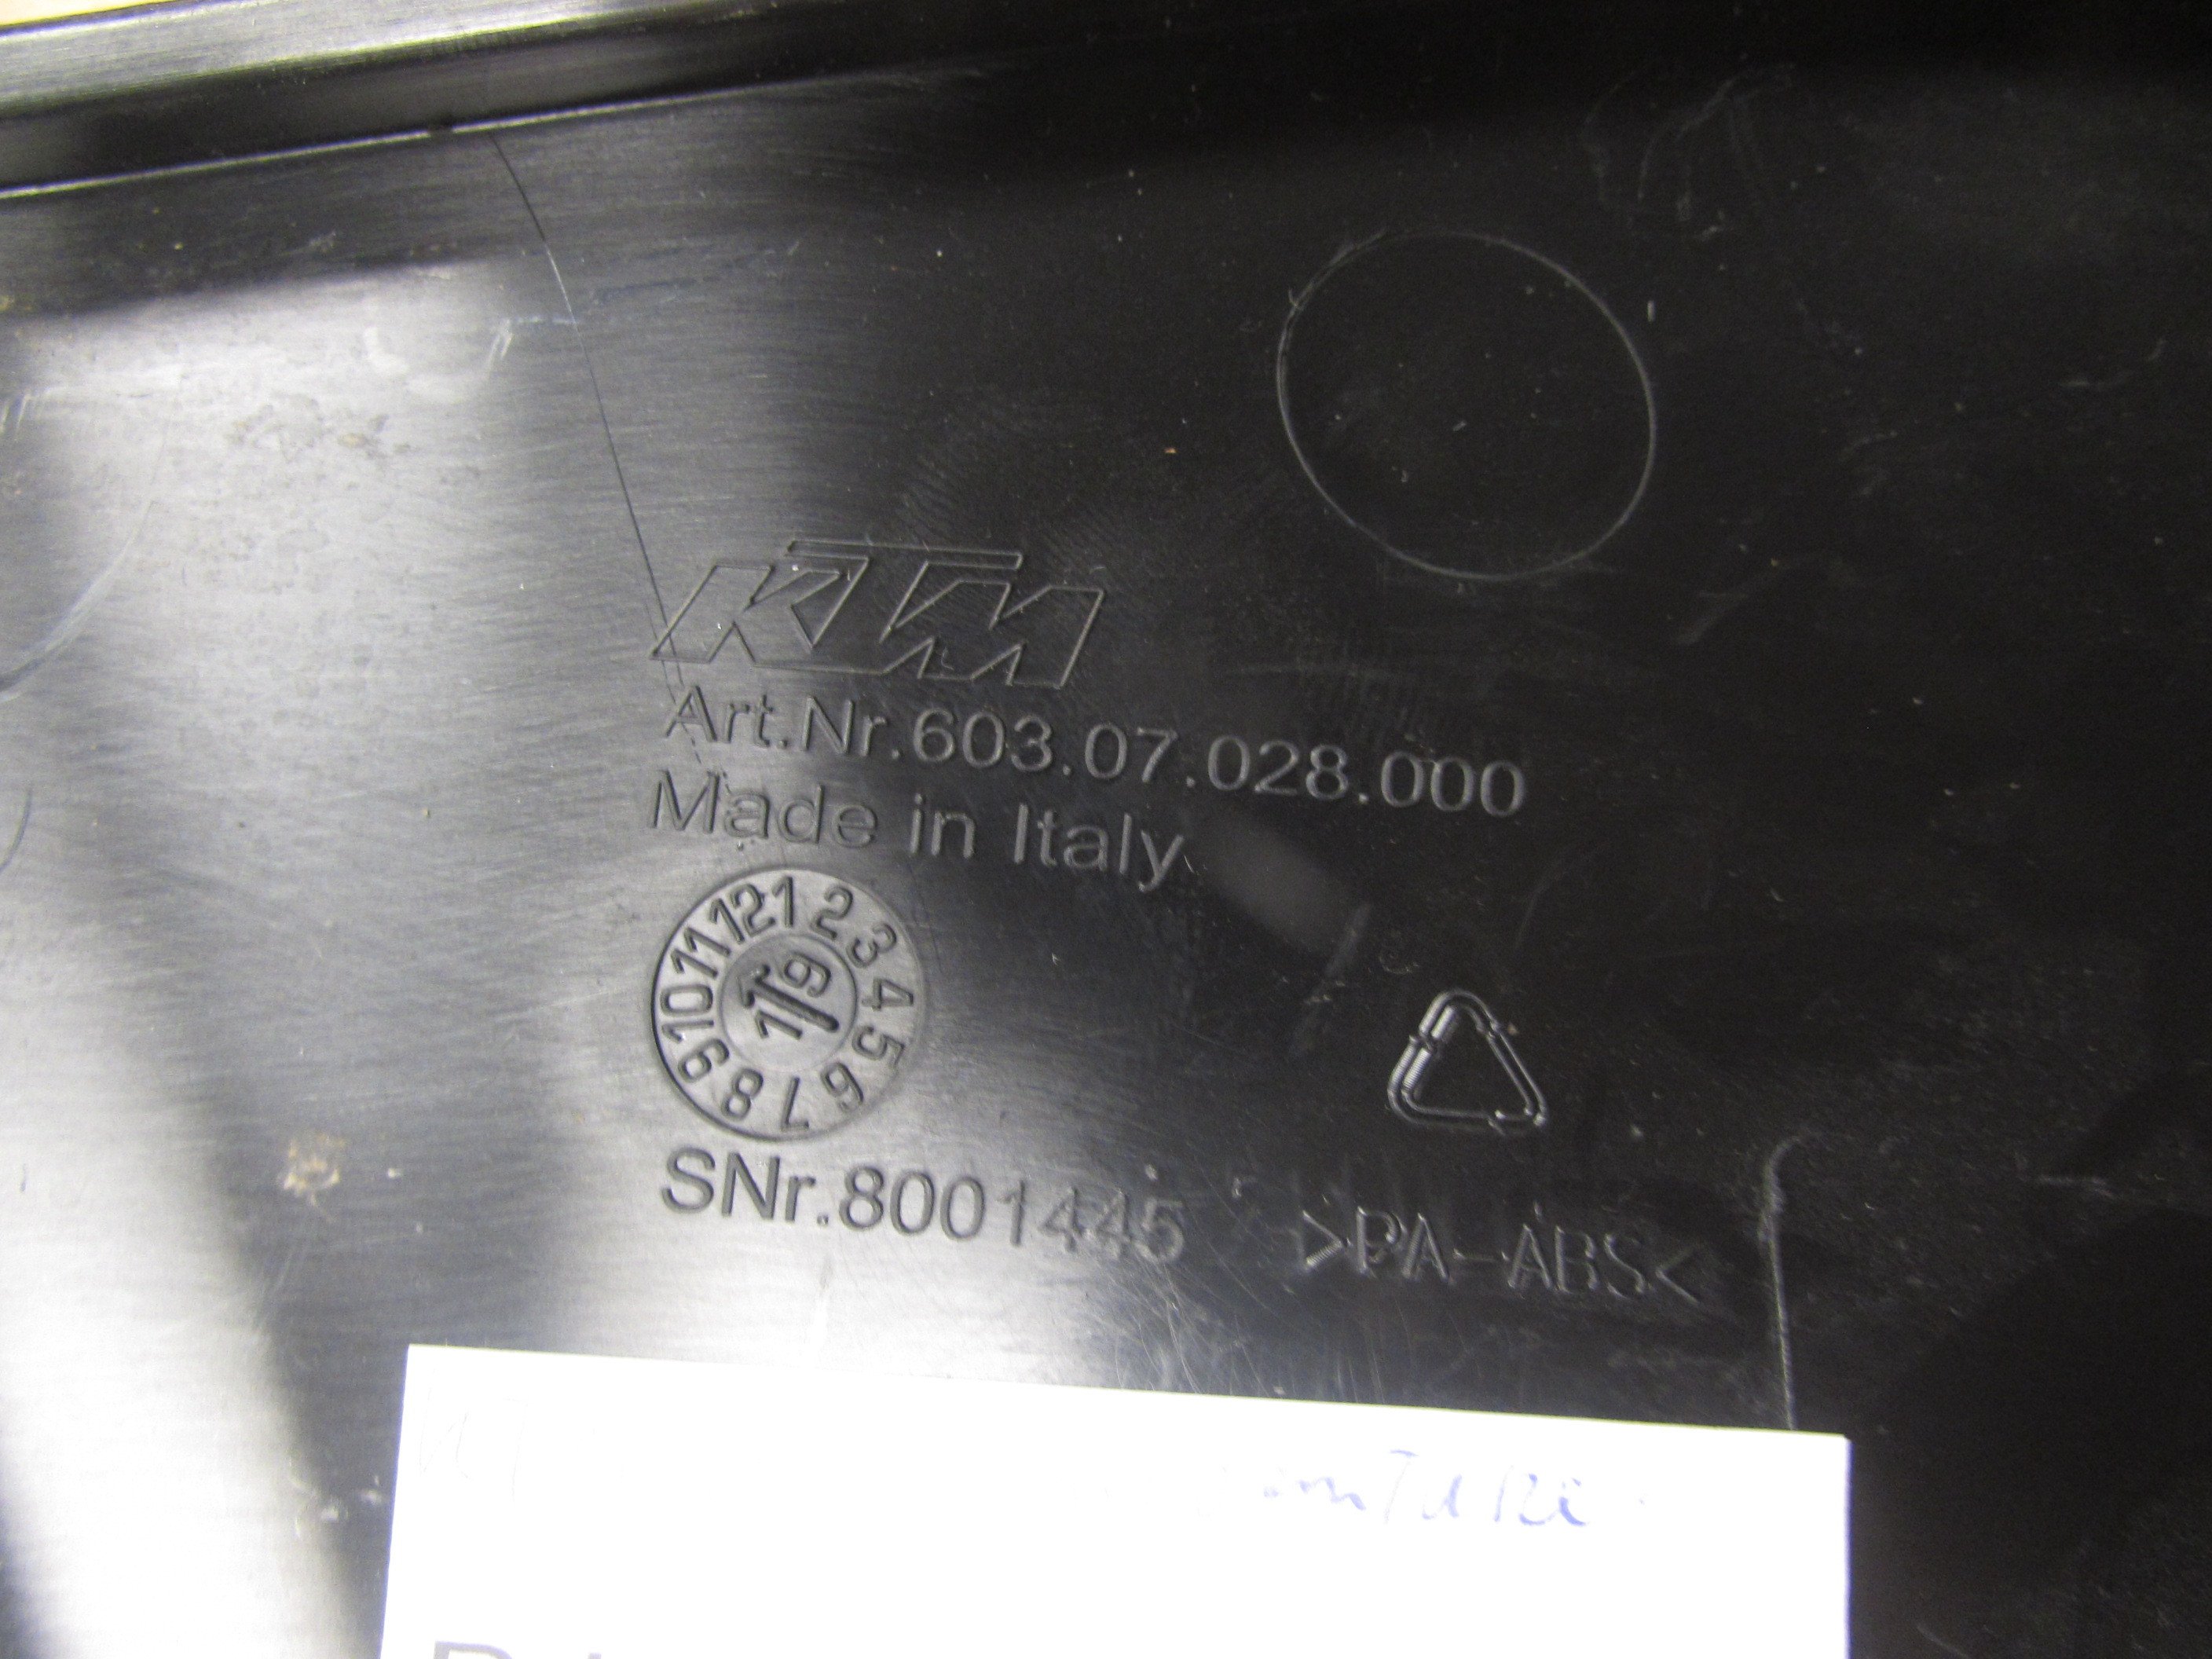 KTM
Art.Nr.603.07.028.000
Made in Italy
1 2 3 4 5 6 7 8 9 10 11 12
19
SNr.8001445
>PA-ABS<